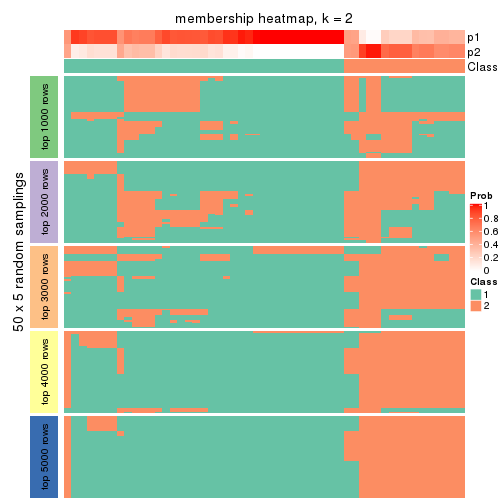 membership heatmap, k = 2
p1
p2
Class
50 x 5 random samplings
top 1000 rows
top 2000 rows
top 3000 rows
top 4000 rows
top 5000 rows
Prob
1
0.8
0.6
0.4
0.2
0
Class
1
2